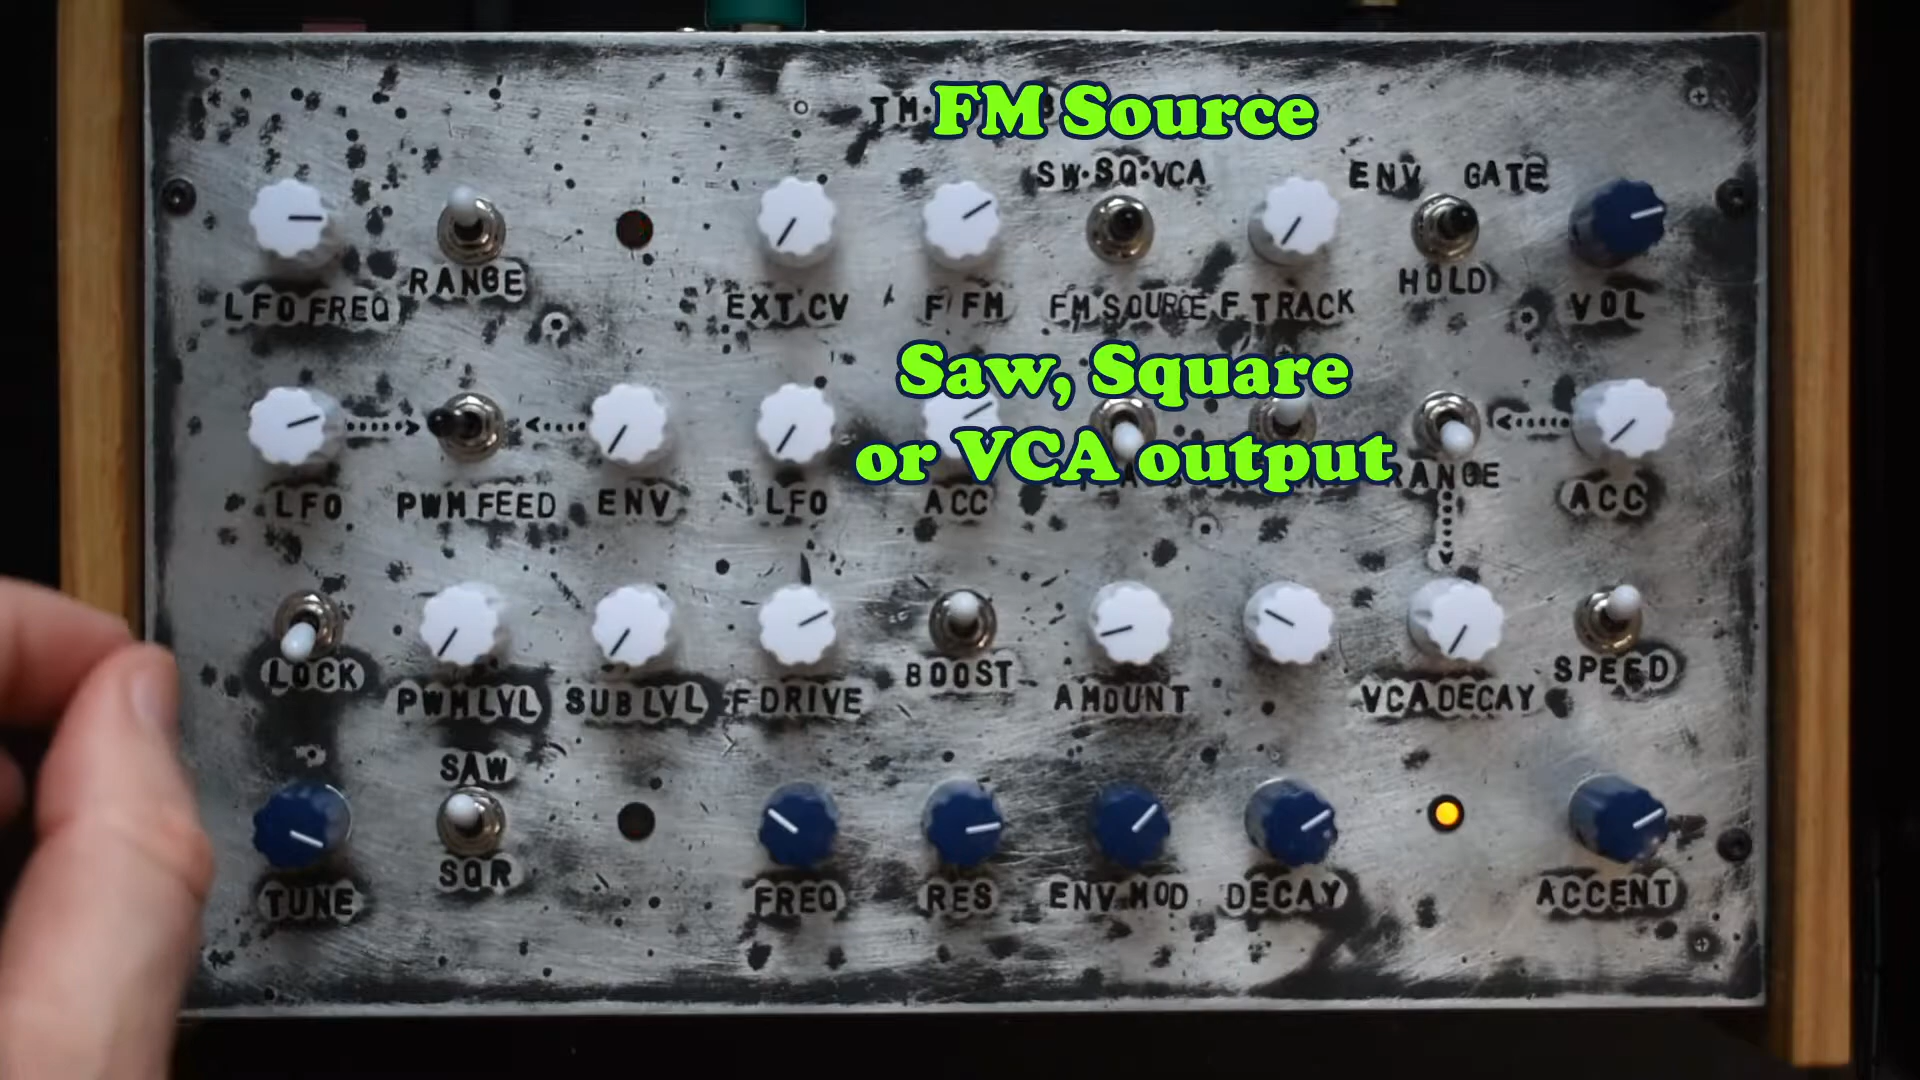 TM
FM Source
SW·SQ·VCA
ENV GATE
LFO FREQ
RANGE
EXT CV
F FM
FM SOURCE
F TRACK
HOLD
VOL
Saw, Square
or VCA output
LFO
PWM FEED
ENV
LFO
ACC
RANGE
ACC
LOCK
PWM LVL
SUB LVL
F DRIVE
BOOST
AMOUNT
VCA DECAY
SPEED
SAW
SQR
TUNE
FREQ
RES
ENV MOD
DECAY
ACCENT